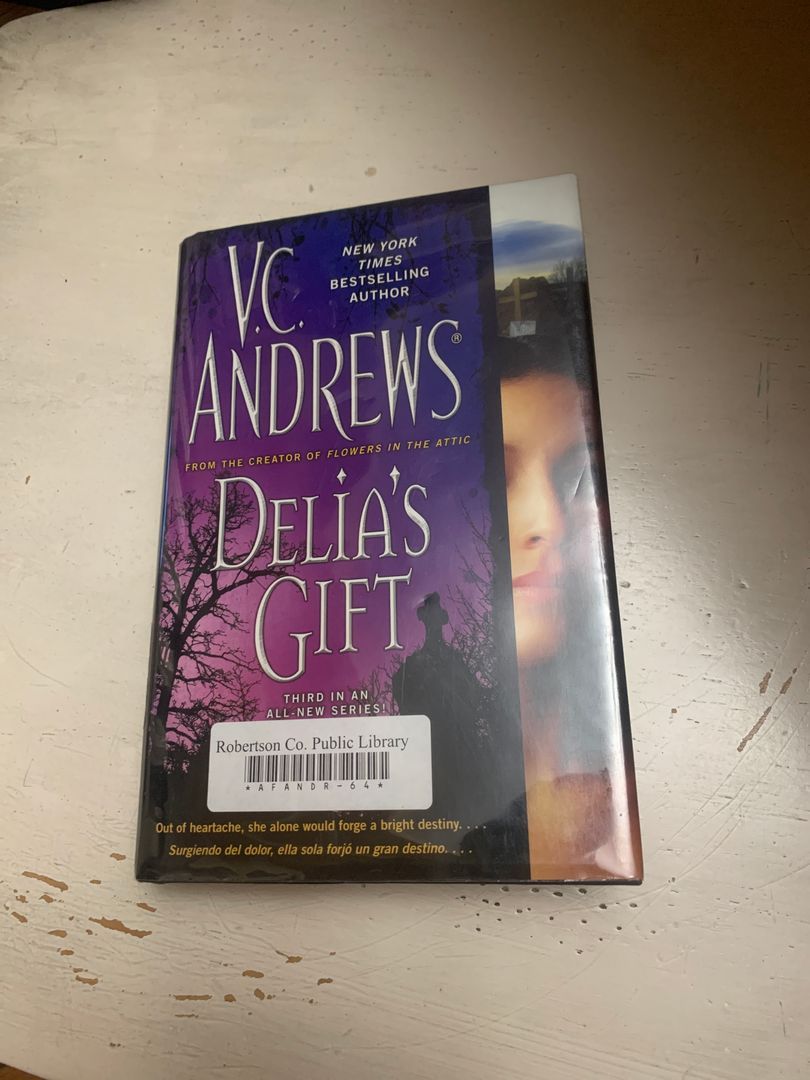 V.C.
ANDREWS®
NEW YORK
TIMES
BESTSELLING
AUTHOR
FROM THE CREATOR OF FLOWERS IN THE ATTIC
DELIA'S
GIFT
THIRD IN AN
ALL-NEW SERIES!
Robertson Co. Public Library
*AFANDR-64*
Out of heartache, she alone would forge a bright destiny. . . .
Surgiendo del dolor, ella sola forjó un gran destino. . . .